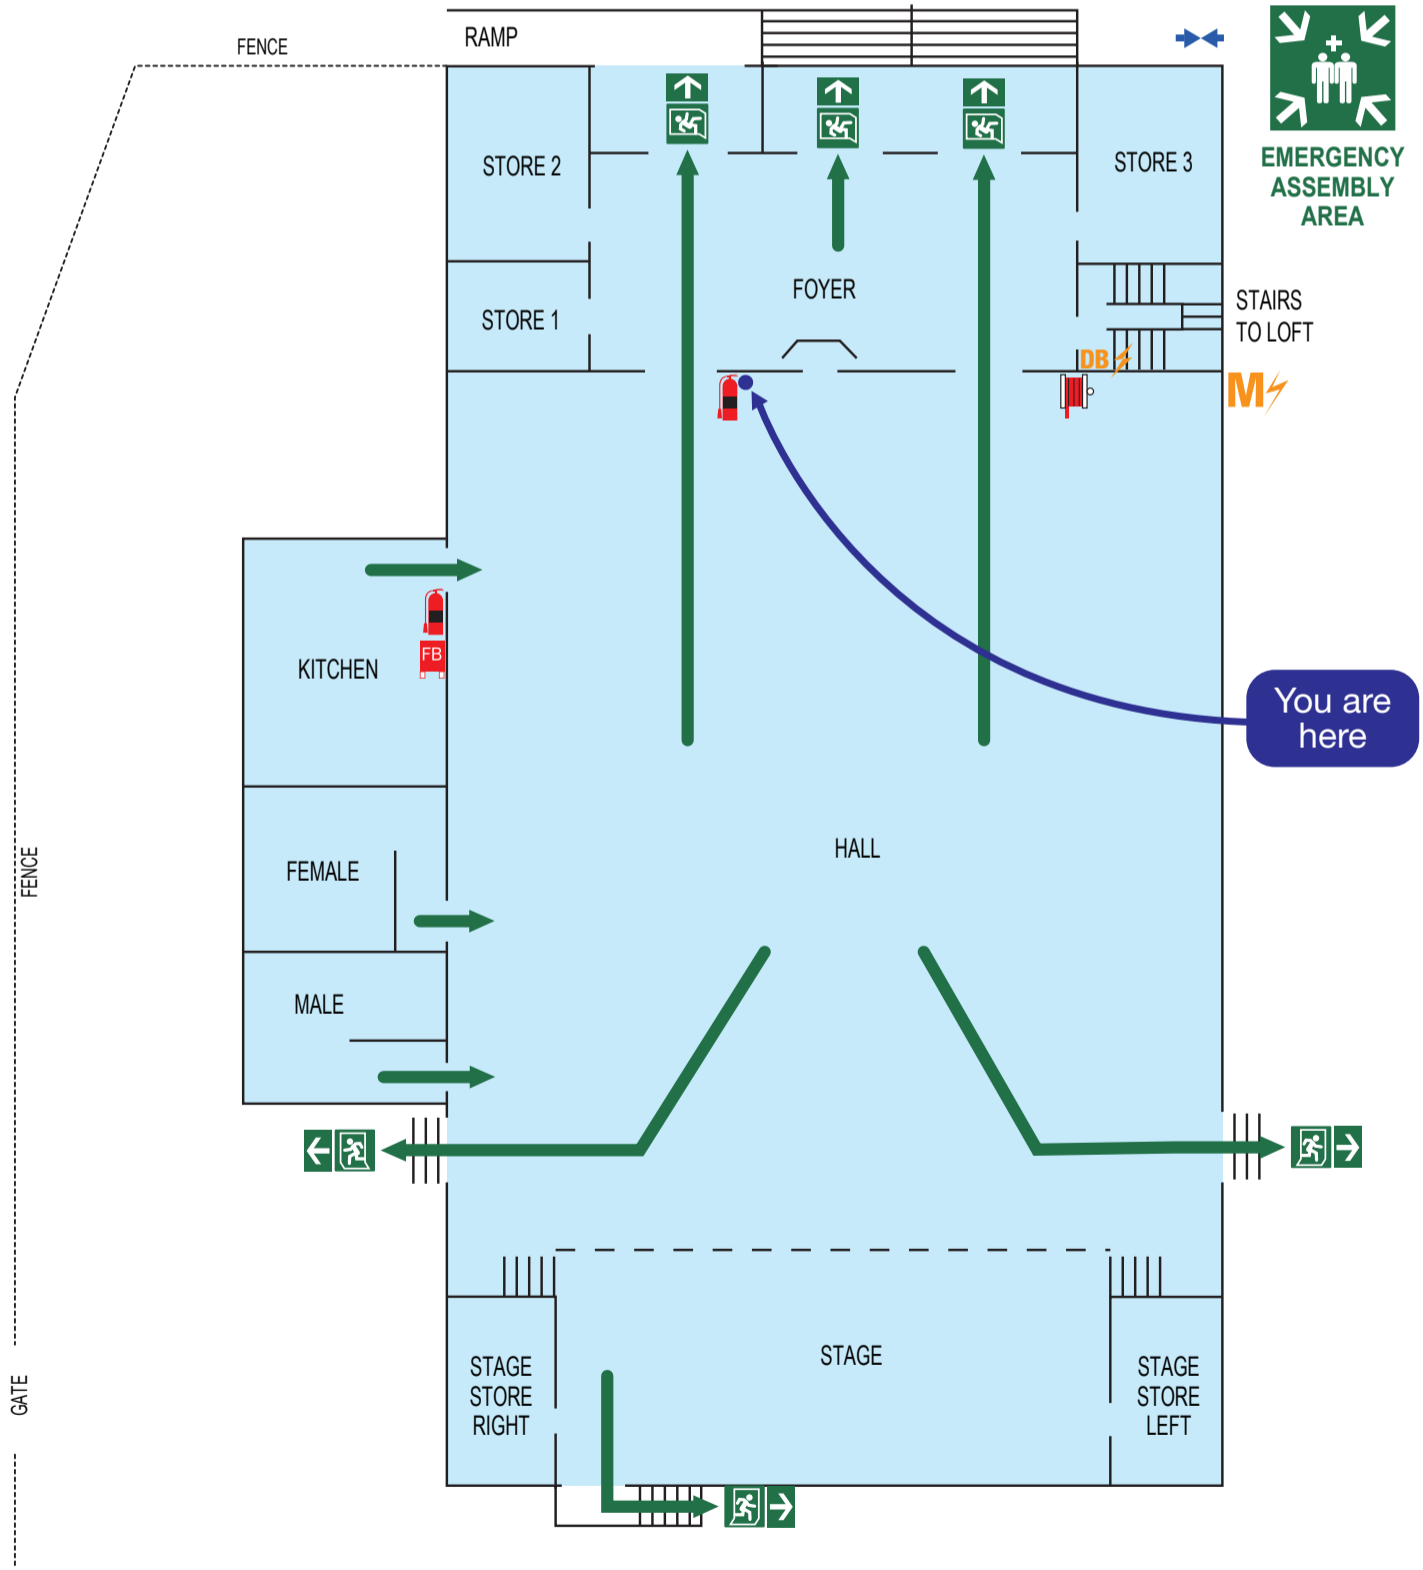 RAMP
FENCE
EMERGENCY
ASSEMBLY
AREA
STORE 2
STORE 3
FOYER
STORE 1
STAIRS
TO LOFT
DB
M
FB
KITCHEN
You are
here
HALL
FEMALE
FENCE
MALE
STAGE
STAGE
STORE
RIGHT
STAGE
STORE
LEFT
GATE